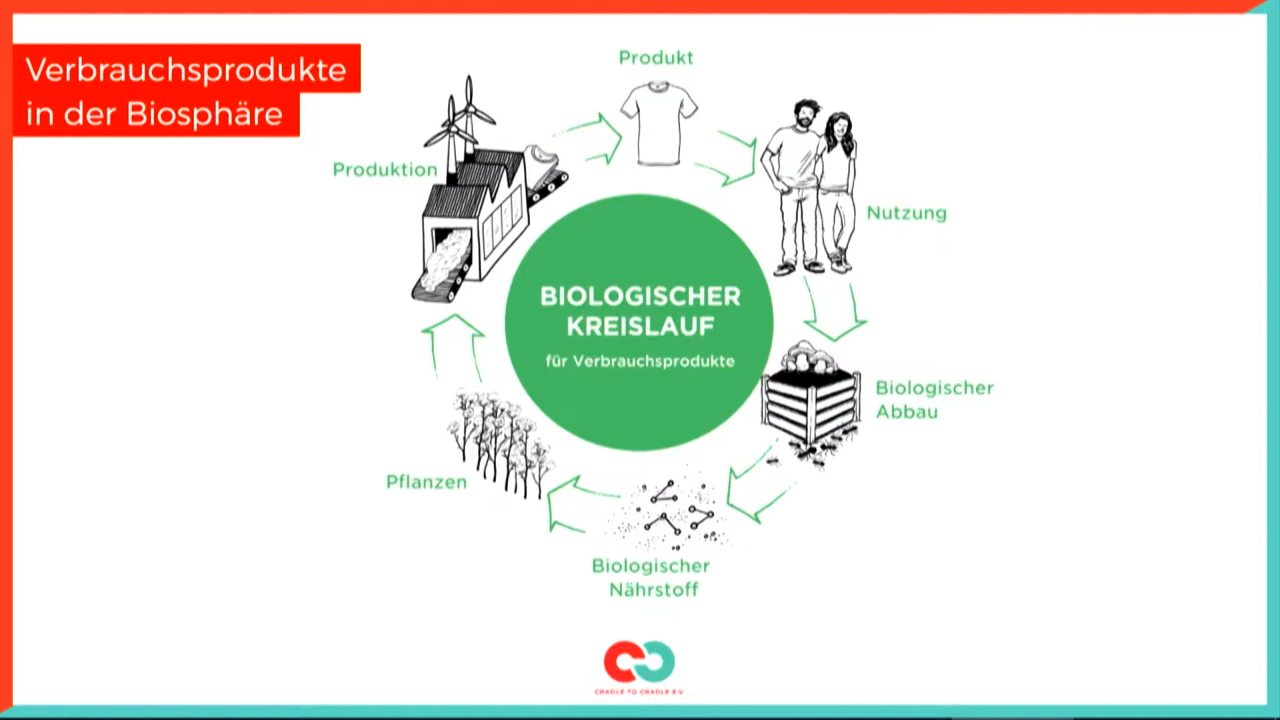 Verbrauchsprodukte
in der Biosphäre
Produkt
Produktion
Nutzung
BIOLOGISCHER
KREISLAUF
für Verbrauchsprodukte
Biologischer
Abbau
Pflanzen
Biologischer
Nährstoff
CRADLE TO CRADLE E.V.